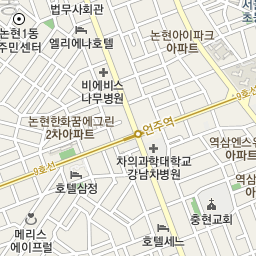 법무사회관
논현1동
주민센터
엘리에나호텔
논현아이파크
아파트
비에비스
나무병원
9호선
논현한화꿈에그린
2차아파트
언주역
역삼엔스위
아파트
9호선
차의과학대학교
강남차병원
호텔삼정
충현교회
메리스
에이프럴
호텔세느